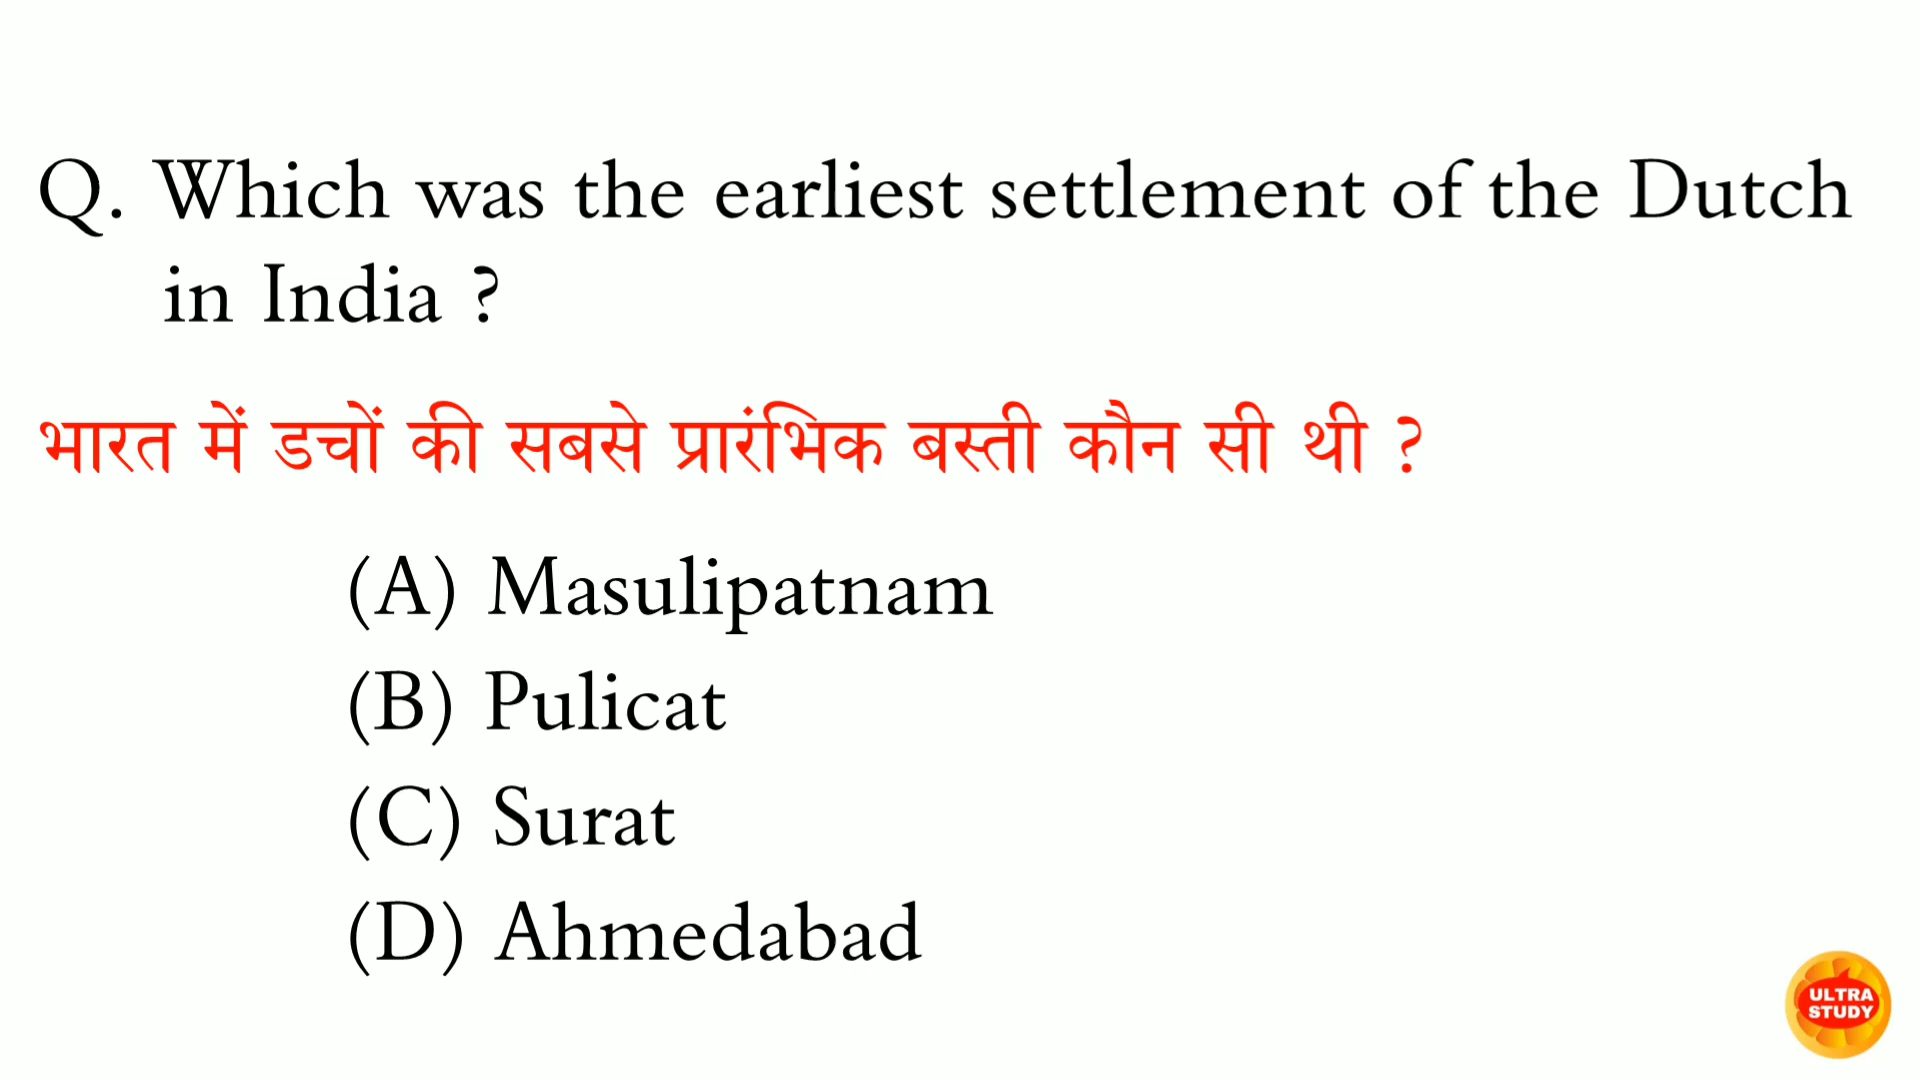 Q. Which was the earliest settlement of the Dutch
in India ?
भारत में डचों की सबसे प्रारंभिक बस्ती कौन सी थी ?
(A) Masulipatnam
(B) Pulicat
(C) Surat
(D) Ahmedabad
ULTRA
STUDY